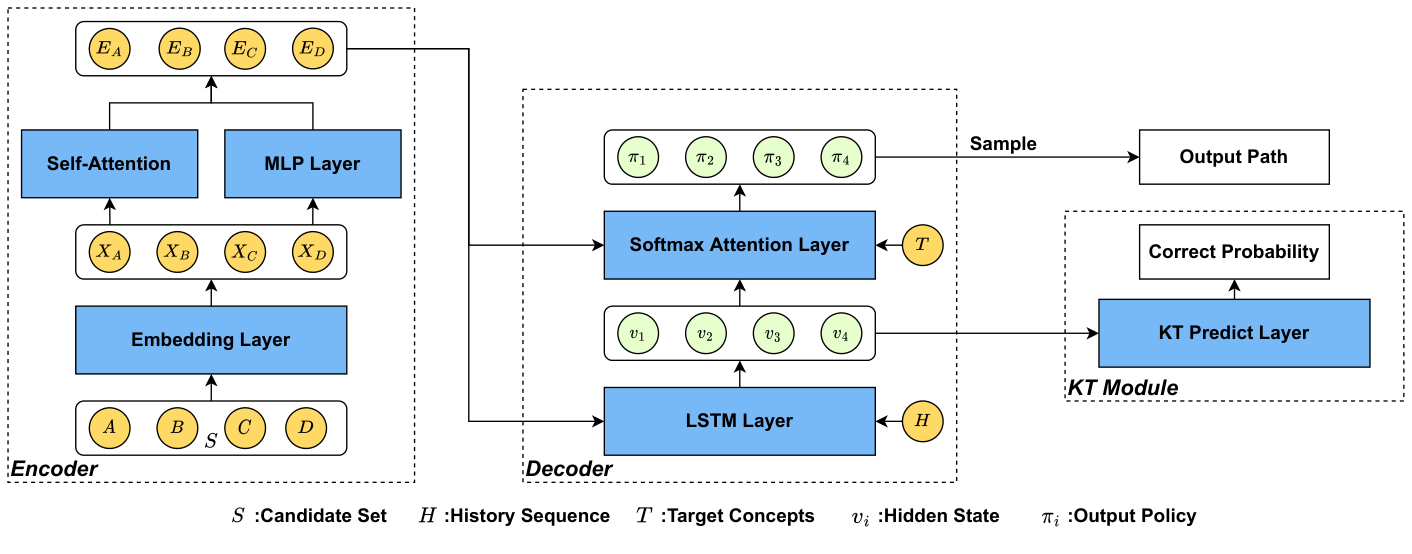 E_A E_B E_C E_D
Self-Attention
MLP Layer
X_A X_B X_C X_D
Embedding Layer
A B S C D
Encoder
π_1 π_2 π_3 π_4
Softmax Attention Layer
T
v_1 v_2 v_3 v_4
LSTM Layer
H
Decoder
Sample
Output Path
Correct Probability
KT Predict Layer
KT Module
S :Candidate Set H :History Sequence T :Target Concepts v_i :Hidden State π_i :Output Policy